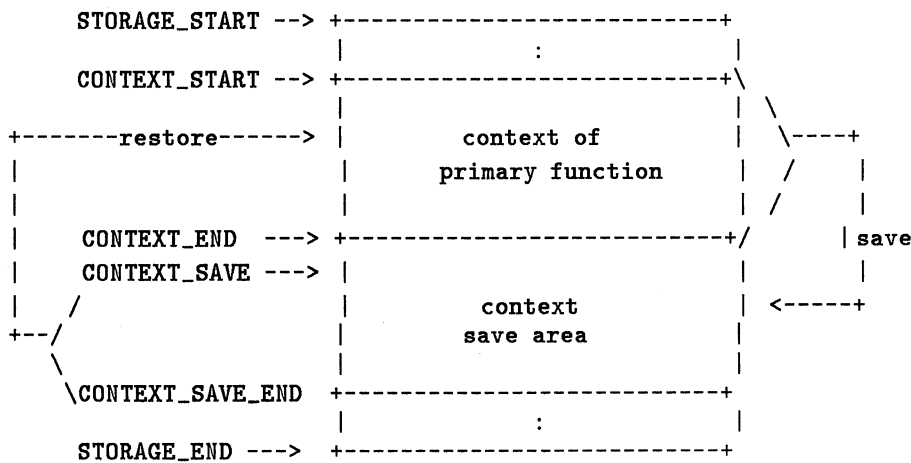 STORAGE_START --> +---------------------------+
| : |
CONTEXT_START --> +---------------------------+\
| | \
+-------restore------> | context of | \ ----+
| | primary function | / |
| | | / |
| CONTEXT_END ---> +---------------------------+/ |save
| CONTEXT_SAVE ---> | | |
| / | context | <-----+
+--/ | save area |
\ | |
\CONTEXT_SAVE_END +---------------------------+
| : |
STORAGE_END ---> +---------------------------+